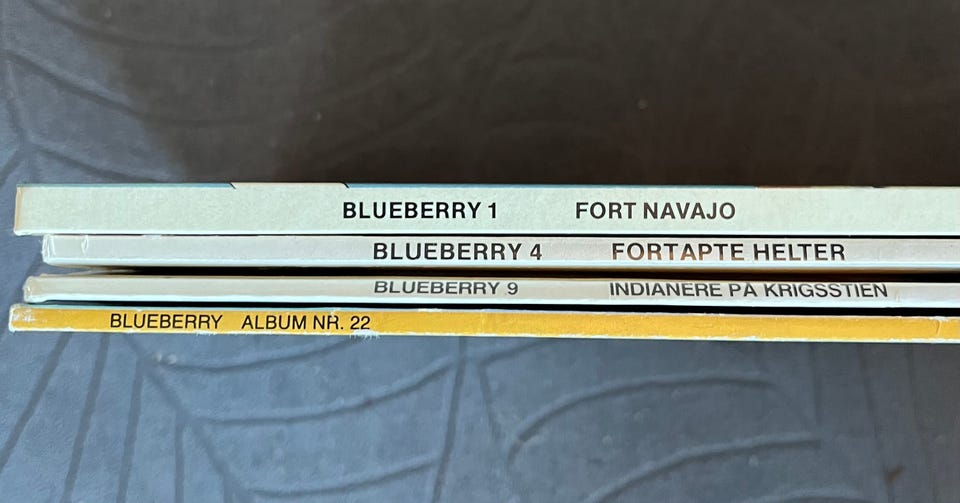 BLUEBERRY 1 FORT NAVAJO
BLUEBERRY 4 FORTAPTE HELTER
BLUEBERRY 9 INDIANERE PÅ KRIGSSTIEN
BLUEBERRY ALBUM NR. 22